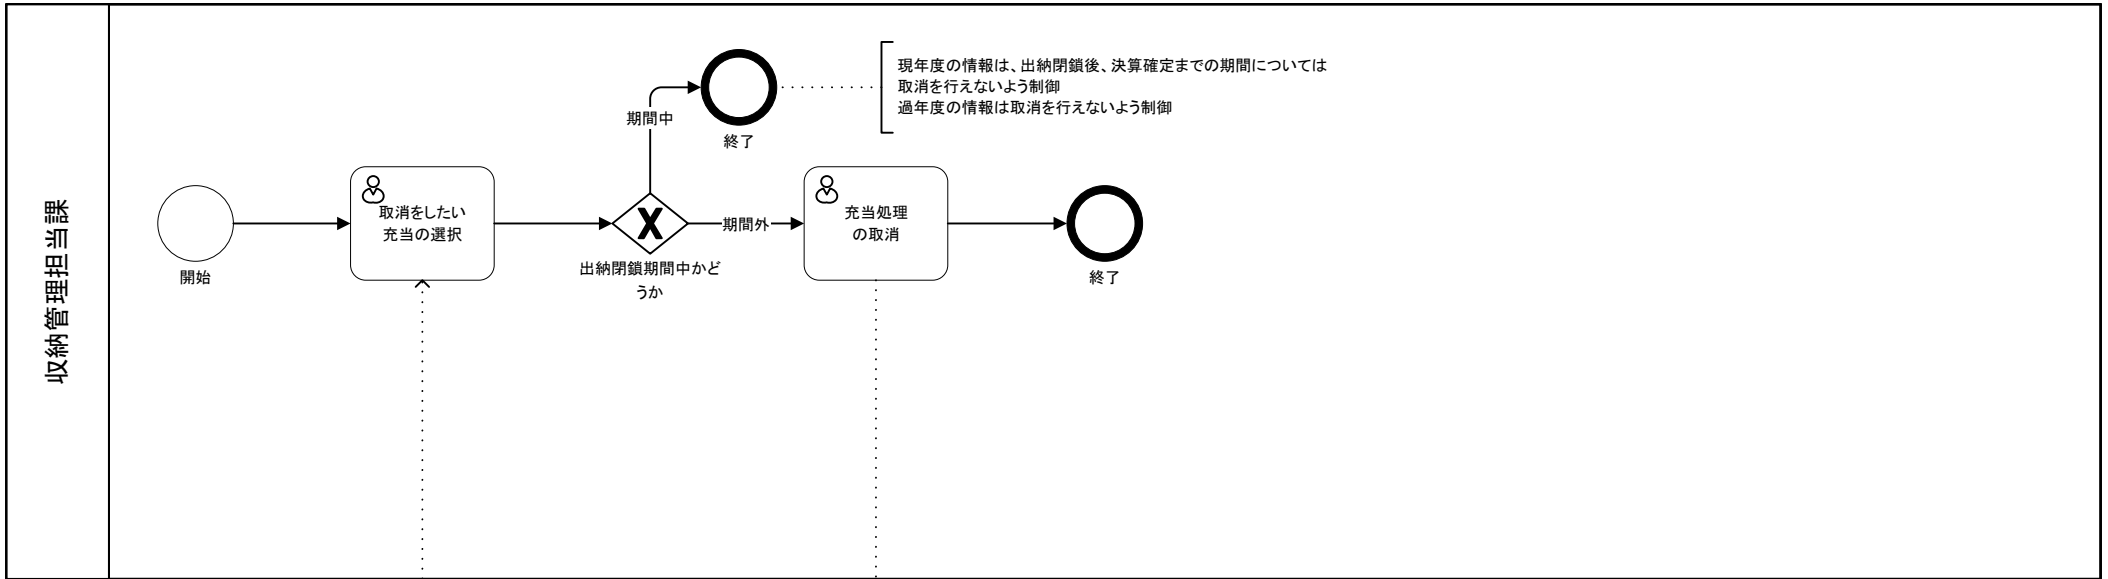 収納管理担当課
現年度の情報は、出納閉鎖後、決算確定までの期間については
取消を行えないよう制御
過年度の情報は取消を行えないよう制御
期間中
終了
開始
取消をしたい
充当の選択
X
出納閉鎖期間中かど
うか
期間外
充当処理
の取消
終了